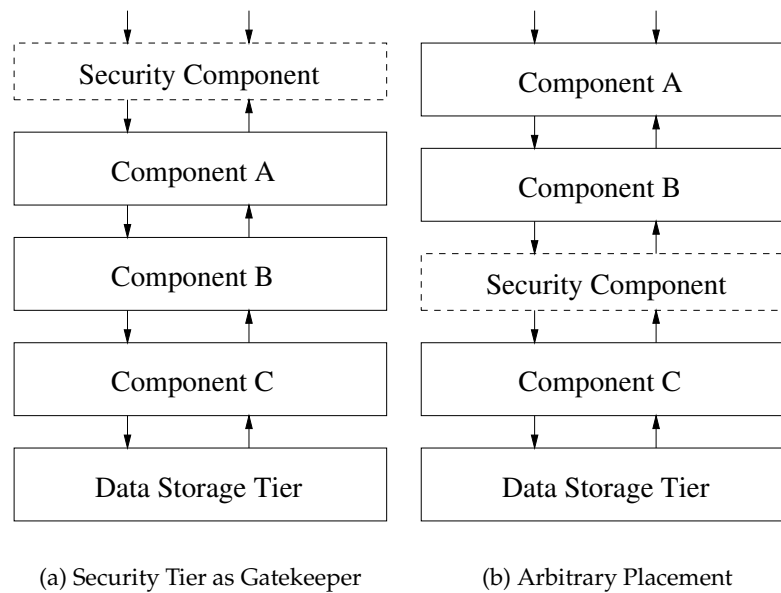 Security Component
Component A
Component B
Component C
Data Storage Tier
(a) Security Tier as Gatekeeper
Component A
Component B
Security Component
Component C
Data Storage Tier
(b) Arbitrary Placement